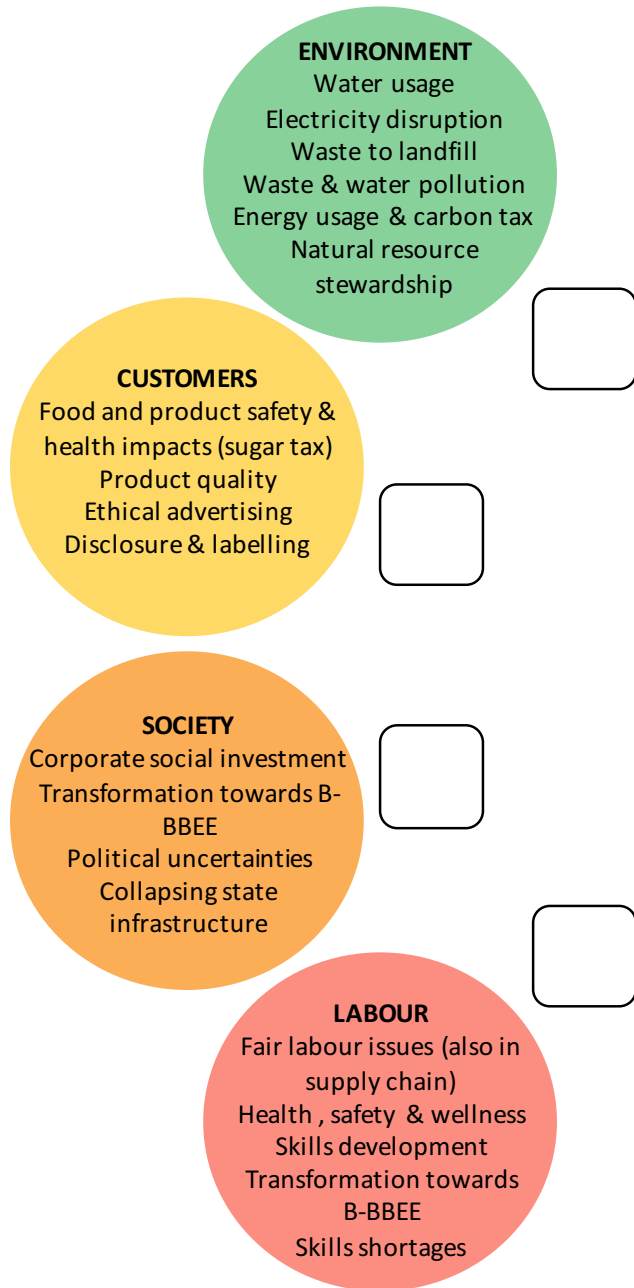 ENVIRONMENT
Water usage
Electricity disruption
Waste to landfill
Waste & water pollution
Energy usage & carbon tax
Natural resource
stewardship
CUSTOMERS
Food and product safety &
health impacts (sugar tax)
Product quality
Ethical advertising
Disclosure & labelling
SOCIETY
Corporate social investment
Transformation towards B-
BBEE
Political uncertainties
Collapsing state
infrastructure
LABOUR
Fair labour issues (also in
supply chain)
Health , safety & wellness
Skills development
Transformation towards
B-BBEE
Skills shortages